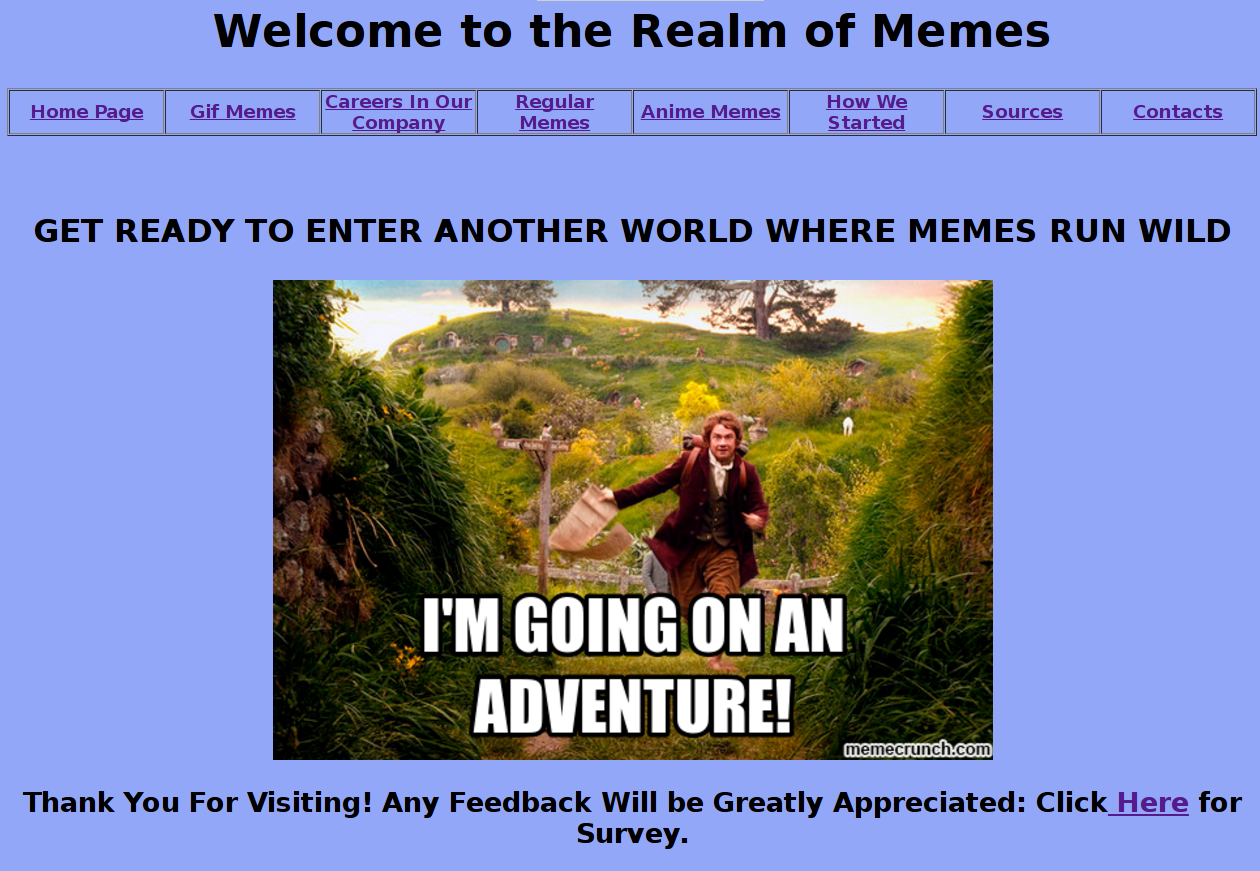 Welcome to the Realm of Memes
Home Page
Gif Memes
Careers In Our
Company
Regular
Memes
Anime Memes
How We
Started
Sources
Contacts
GET READY TO ENTER ANOTHER WORLD WHERE MEMES RUN WILD
I'M GOING ON AN
ADVENTURE!
memecrunch.com
Thank You For Visiting! Any Feedback Will be Greatly Appreciated: Click Here for
Survey.